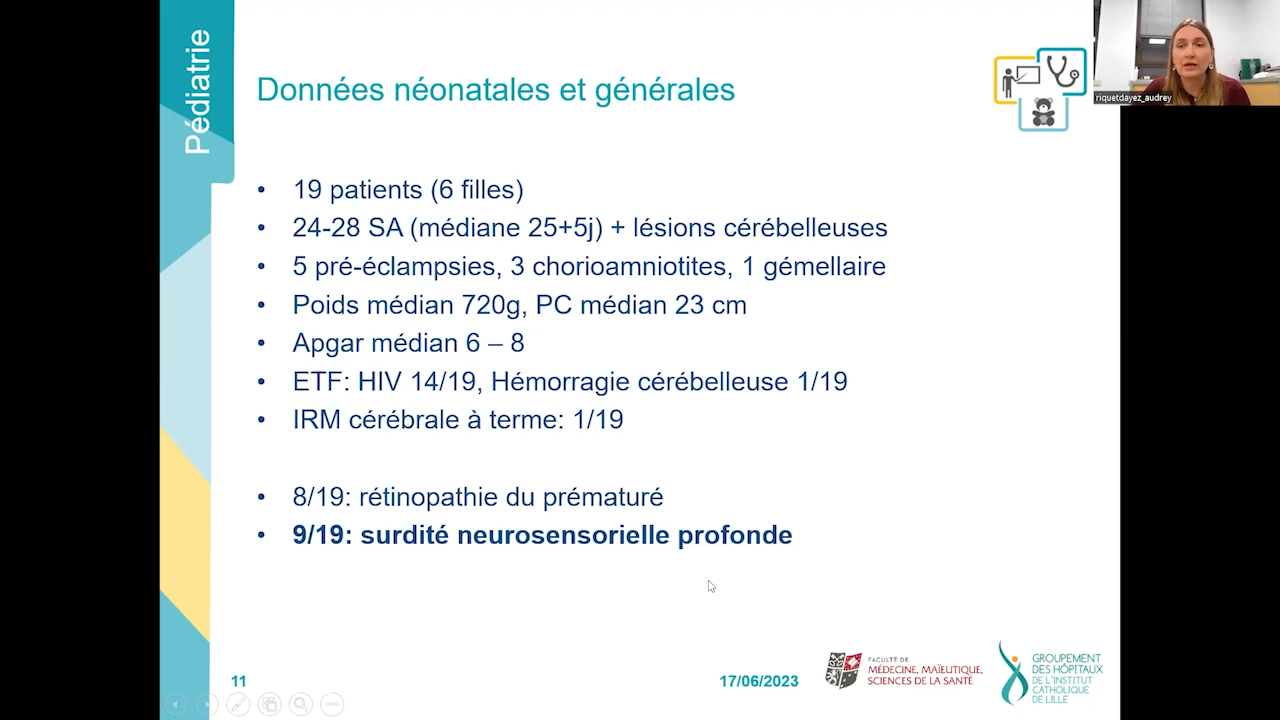 Pédiatrie
Données néonatales et générales
riquetdayez_audrey
• 19 patients (6 filles)
• 24-28 SA (médiane 25+5j) + lésions cérébelleuses
• 5 pré-éclampsies, 3 chorioamniotites, 1 gémellaire
• Poids médian 720g, PC médian 23 cm
• Apgar médian 6 – 8
• ETF: HIV 14/19, Hémorragie cérébelleuse 1/19
• IRM cérébrale à terme: 1/19
• 8/19: rétinopathie du prématuré
• 9/19: surdité neurosensorielle profonde
11
17/06/2023
FACULTÉ DE
MÉDECINE, MAÏEUTIQUE,
SCIENCES DE LA SANTÉ
GROUPEMENT
DES HÔPITAUX
DE L'INSTITUT
CATHOLIQUE
DE LILLE